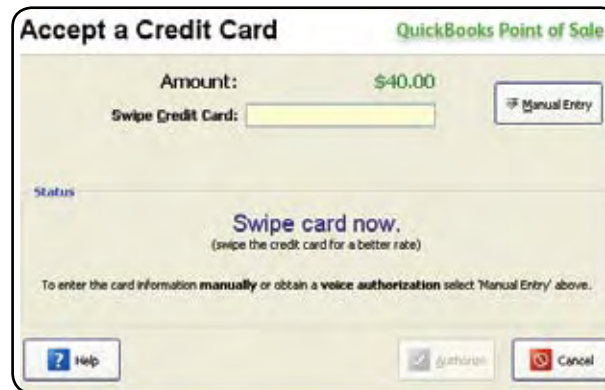 Accept a Credit Card
QuickBooks Point of Sale
Amount: $40.00
Swipe Credit Card:
Manual Entry
Status
Swipe card now.
(swipe the credit card for a better rate)
To enter the card information manually or obtain a voice authorization select 'Manual Entry' above.
? Help
Authorize
Cancel